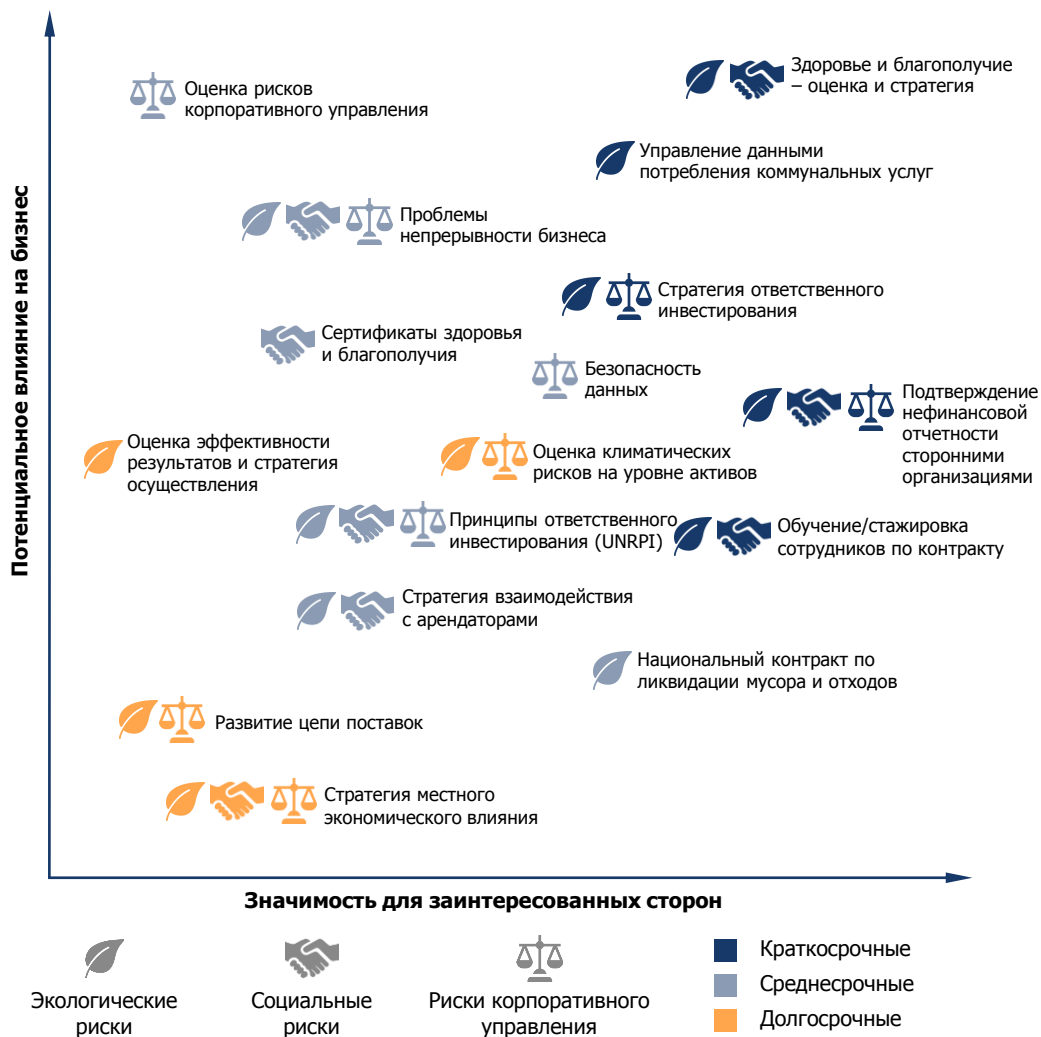 Потенциальное влияние на бизнес
Оценка рисков
корпоративного управления
Здоровье и благополучие
– оценка и стратегия
Управление данными
потребления коммунальных услуг
Проблемы
непрерывности бизнеса
Стратегия ответственного
инвестирования
Сертификаты здоровья
и благополучия
Безопасность
данных
Подтверждение
нефинансовой
отчетности
сторонними
организациями
Оценка эффективности
результатов и стратегия
осуществления
Оценка климатических
рисков на уровне активов
Принципы ответственного
инвестирования (UNRPI)
Обучение/стажировка
сотрудников по контракту
Стратегия взаимодействия
с арендаторами
Национальный контракт по
ликвидации мусора и отходов
Развитие цепи поставок
Стратегия местного
экономического влияния
Значимость для заинтересованных сторон
Экологические
риски
Социальные
риски
Риски корпоративного
управления
Краткосрочные
Среднесрочные
Долгосрочные